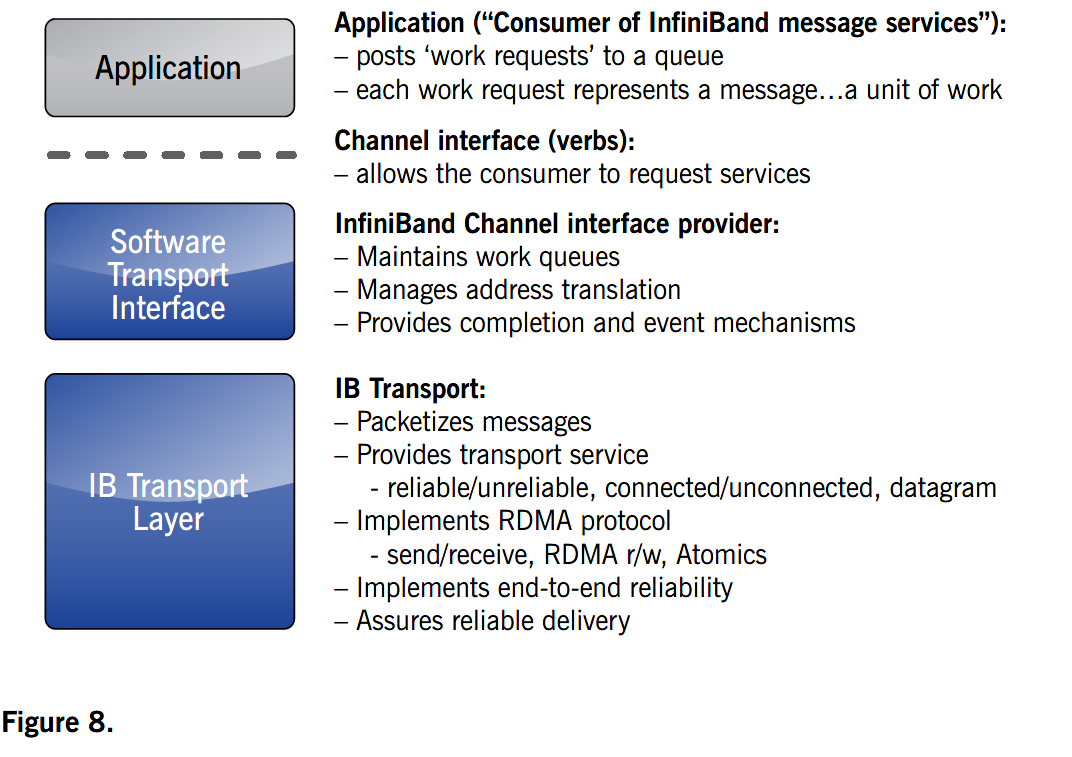 Application
Application (“Consumer of InfiniBand message services”):
– posts ‘work requests’ to a queue
– each work request represents a message…a unit of work
Channel interface (verbs):
– allows the consumer to request services
Software
Transport
Interface
InfiniBand Channel interface provider:
– Maintains work queues
– Manages address translation
– Provides completion and event mechanisms
IB Transport
Layer
IB Transport:
– Packetizes messages
– Provides transport service
- reliable/unreliable, connected/unconnected, datagram
– Implements RDMA protocol
- send/receive, RDMA r/w, Atomics
– Implements end-to-end reliability
– Assures reliable delivery
Figure 8.